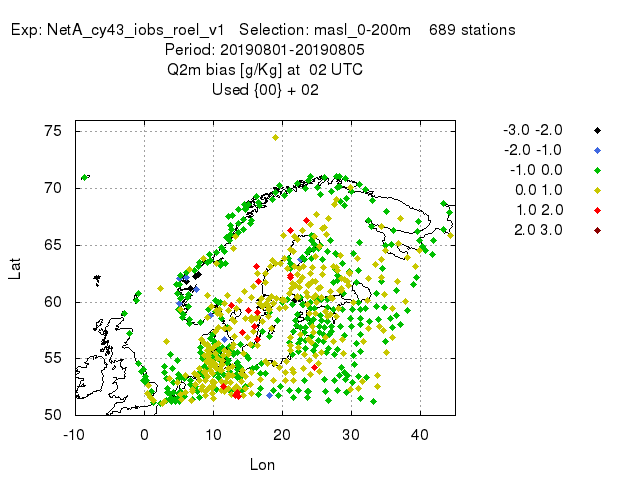 Exp: NetA_cy43_iobs_roel_v1   Selection: masl_0-200m    689 stations
Period: 20190801-20190805
Q2m bias [g/Kg] at  02 UTC
Used {00} + 02
75
70
65
60
55
50
Lat
-10 0 10 20 30 40
Lon
-3.0 -2.0
-2.0 -1.0
-1.0 0.0
0.0 1.0
1.0 2.0
2.0 3.0